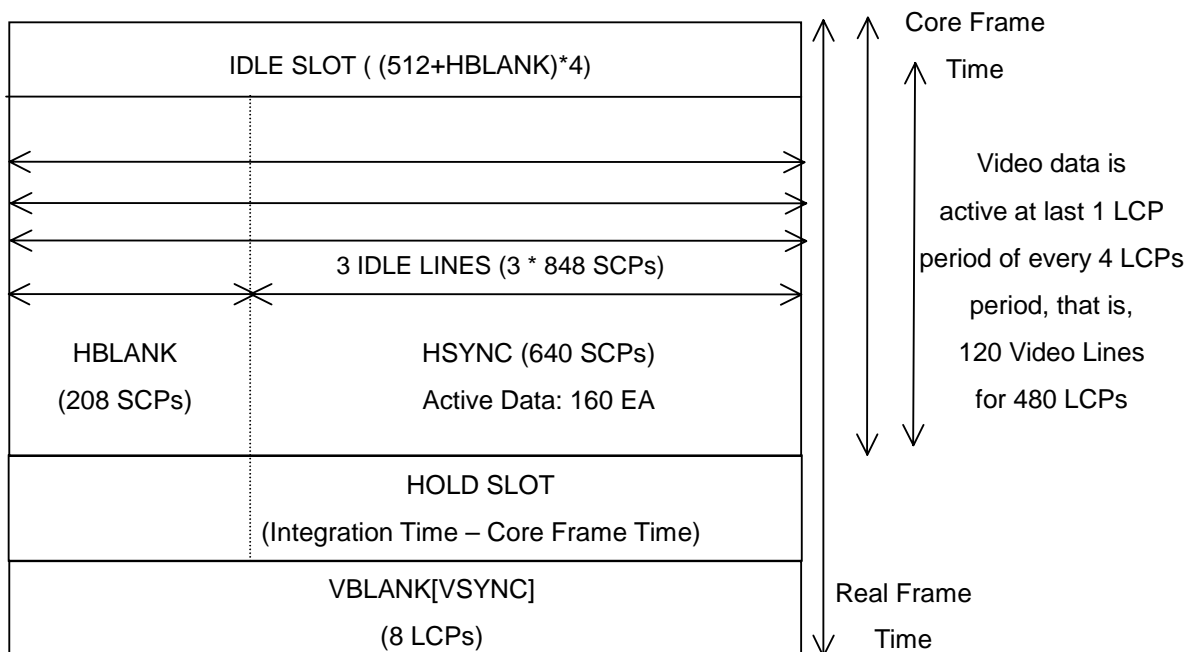 IDLE SLOT ( (512+HBLANK)*4)
3 IDLE LINES (3 * 848 SCPs)
HBLANK
(208 SCPs)
HSYNC (640 SCPs)
Active Data: 160 EA
HOLD SLOT
(Integration Time – Core Frame Time)
VBLANK[VSYNC]
(8 LCPs)
Core Frame
Time
Video data is
active at last 1 LCP
period of every 4 LCPs
period, that is,
120 Video Lines
for 480 LCPs
Real Frame
Time